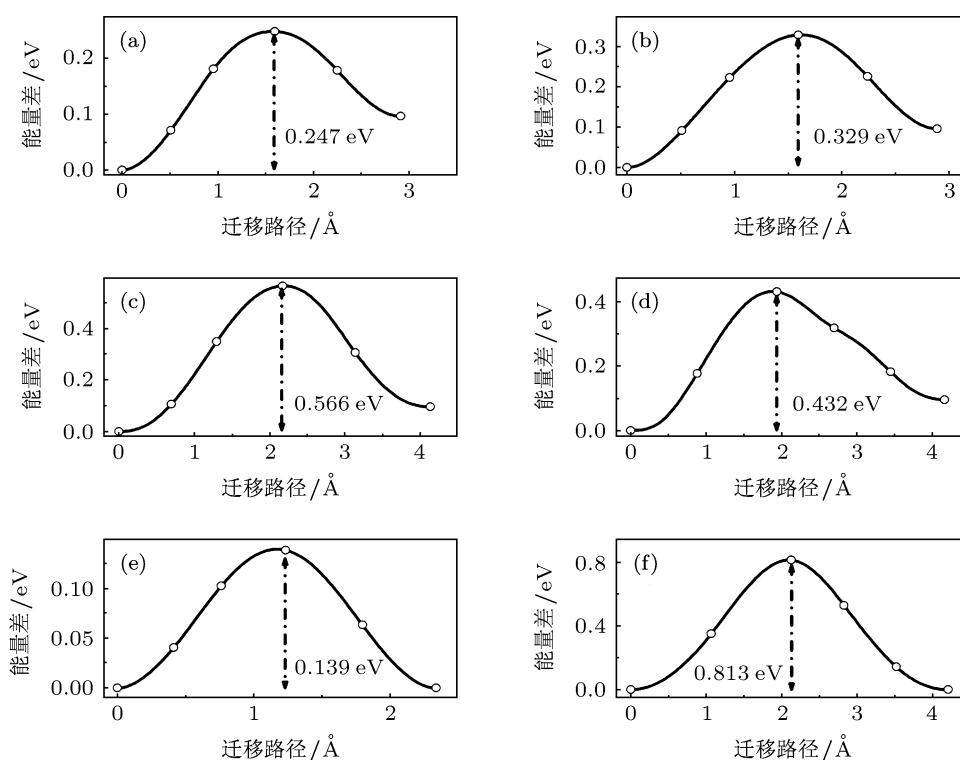 (a)
能量差/eV
0.2
0.1
0.0
0.247 eV
0 1 2 3
迁移路径/Å
(b)
能量差/eV
0.3
0.2
0.1
0.0
0.329 eV
0 1 2 3
迁移路径/Å
(c)
能量差/eV
0.4
0.2
0.0
0.566 eV
0 1 2 3 4
迁移路径/Å
(d)
能量差/eV
0.4
0.2
0.0
0.432 eV
0 1 2 3 4
迁移路径/Å
(e)
能量差/eV
0.10
0.05
0.00
0.139 eV
0 1 2
迁移路径/Å
(f)
能量差/eV
0.8
0.4
0.0
0.813 eV
0 1 2 3 4
迁移路径/Å